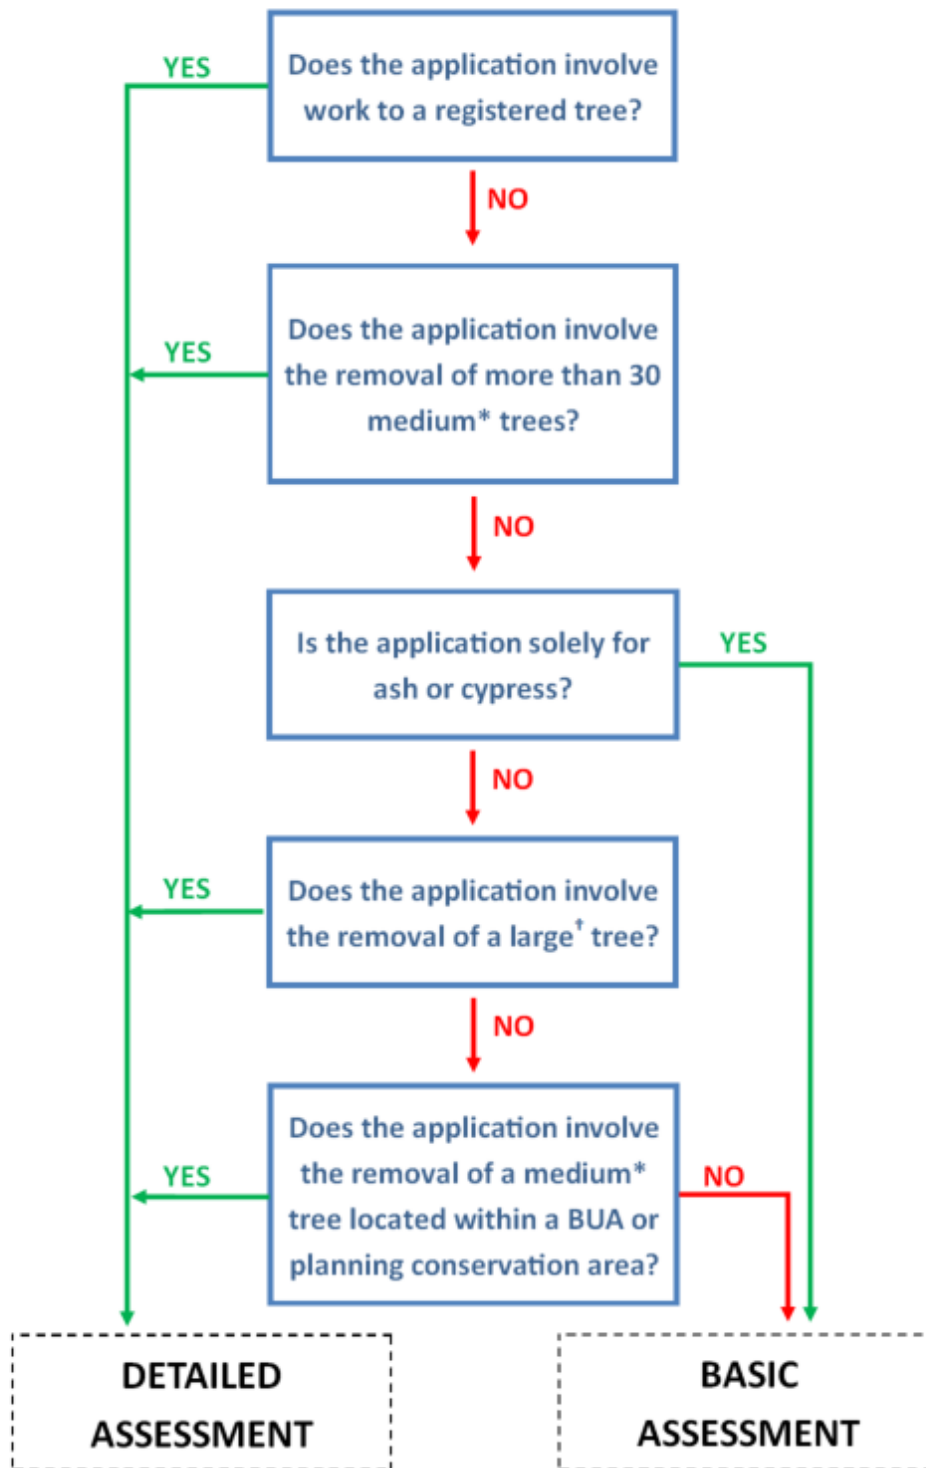 Does the application involve
work to a registered tree?
YES
NO
Does the application involve
the removal of more than 30
medium* trees?
YES
NO
Is the application solely for
ash or cypress?
YES
NO
Does the application involve
the removal of a large† tree?
YES
NO
Does the application involve
the removal of a medium*
tree located within a BUA or
planning conservation area?
YES
NO
DETAILED
ASSESSMENT
BASIC
ASSESSMENT